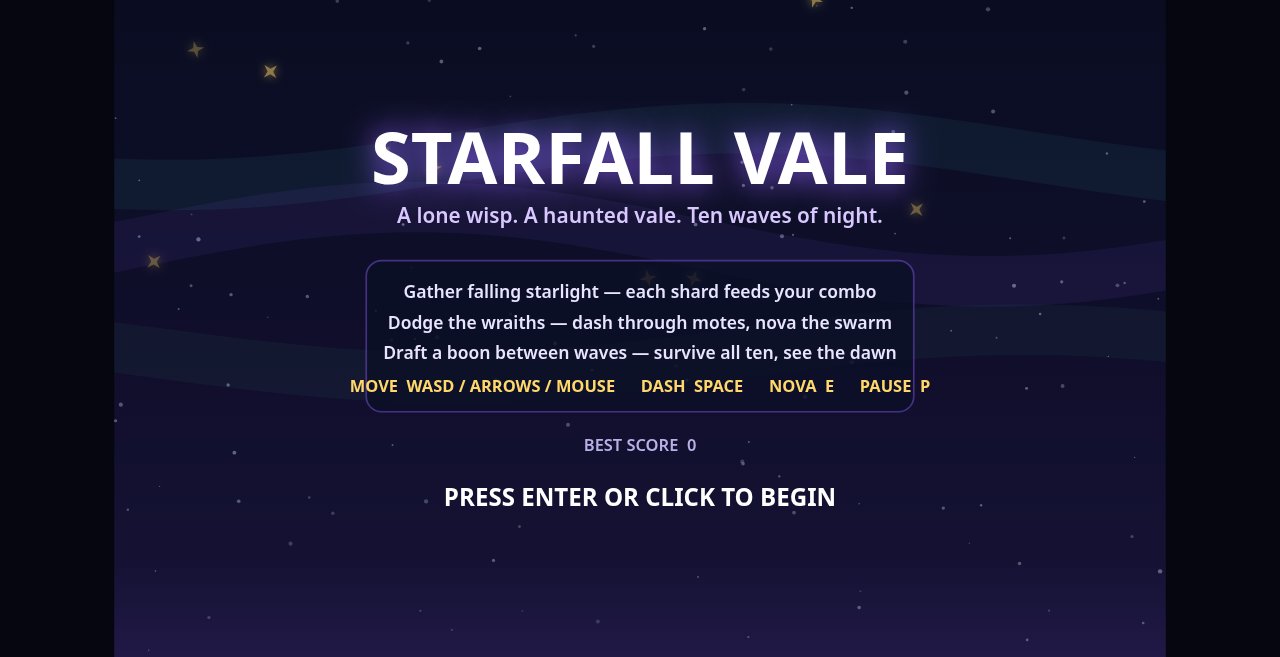 STARFALL VALE
A lone wisp. A haunted vale. Ten waves of night.
Gather falling starlight — each shard feeds your combo
Dodge the wraiths — dash through motes, nova the swarm
Draft a boon between waves — survive all ten, see the dawn
MOVE WASD / ARROWS / MOUSE DASH SPACE NOVA E PAUSE P
BEST SCORE 0
PRESS ENTER OR CLICK TO BEGIN